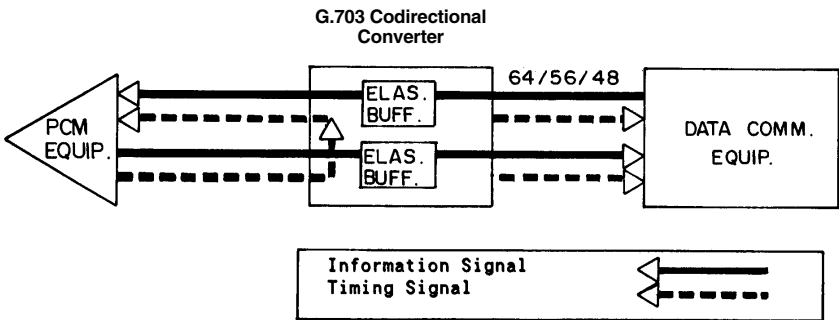 G.703 Codirectional
Converter
64/56/48
ELAS.
BUFF.
PCM
EQUIP.
DATA COMM.
EQUIP.
ELAS.
BUFF.
Information Signal
Timing Signal